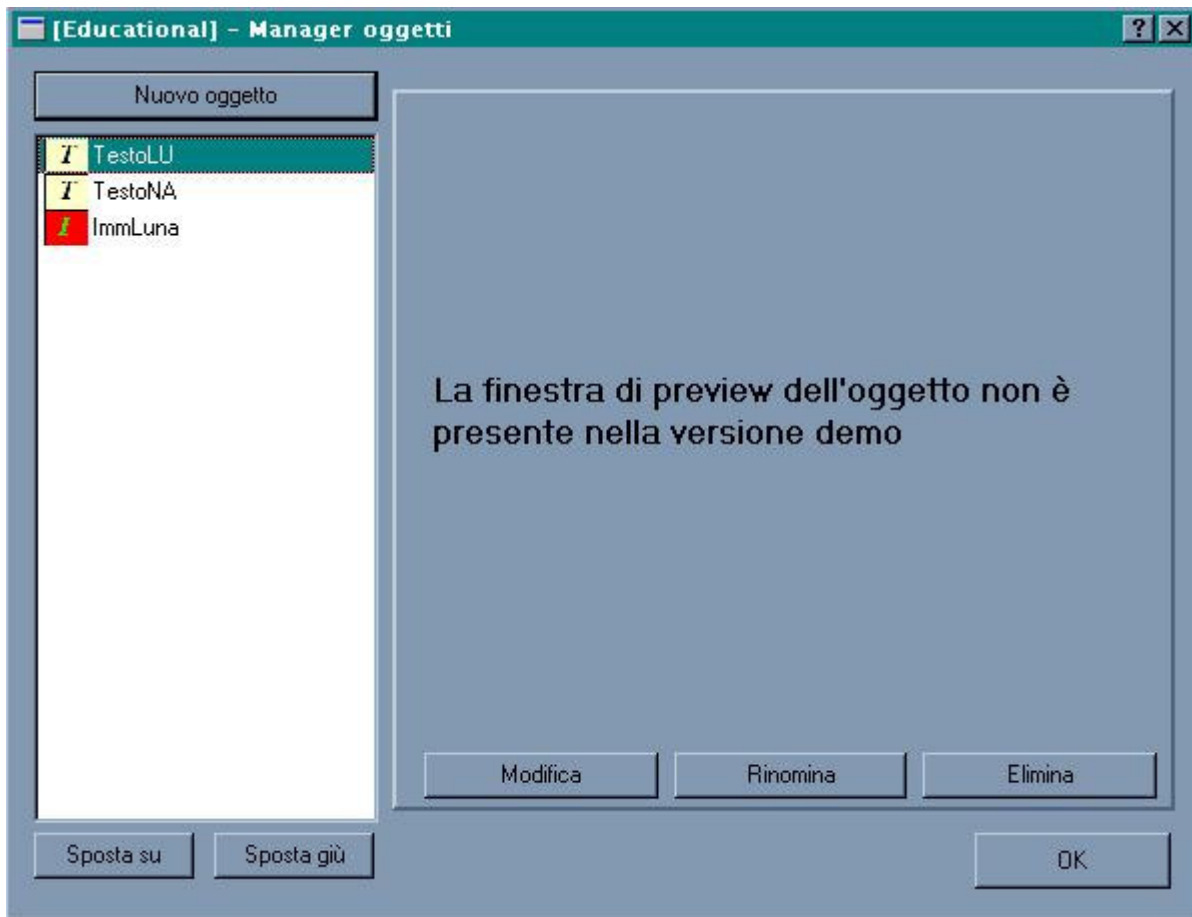 [Educational] - Manager oggetti
Nuovo oggetto
T TestoLU
T TestoNA
I ImmLuna
La finestra di preview dell'oggetto non è
presente nella versione demo
Modifica Rinomina Elimina
Sposta su Sposta giù OK